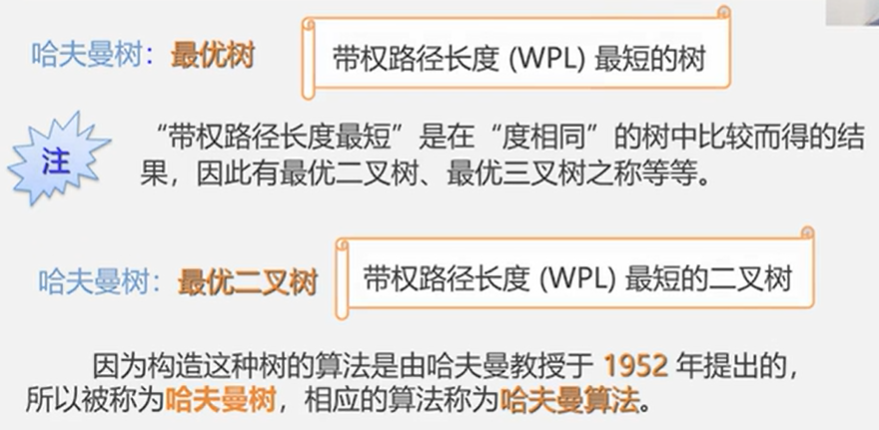 哈夫曼树：最优树 带权路径长度 (WPL) 最短的树
注
“带权路径长度最短”是在“度相同”的树中比较而得的结
果，因此有最优二叉树、最优三叉树之称等等。
哈夫曼树：最优二叉树 带权路径长度 (WPL) 最短的二叉树
因为构造这种树的算法是由哈夫曼教授于 1952 年提出的，
所以被称为哈夫曼树，相应的算法称为哈夫曼算法。